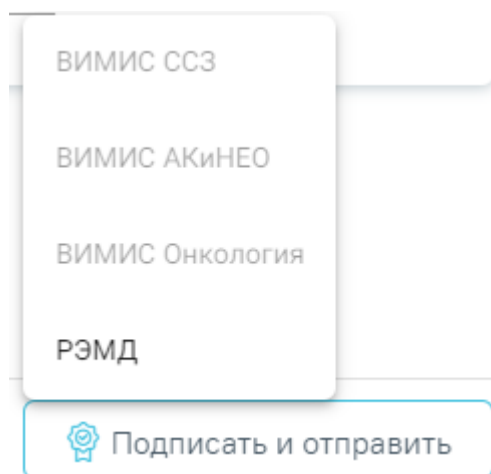 ВИМИС ССЗ
ВИМИС АКиНЕО
ВИМИС Онкология
РЭМД
Подписать и отправить